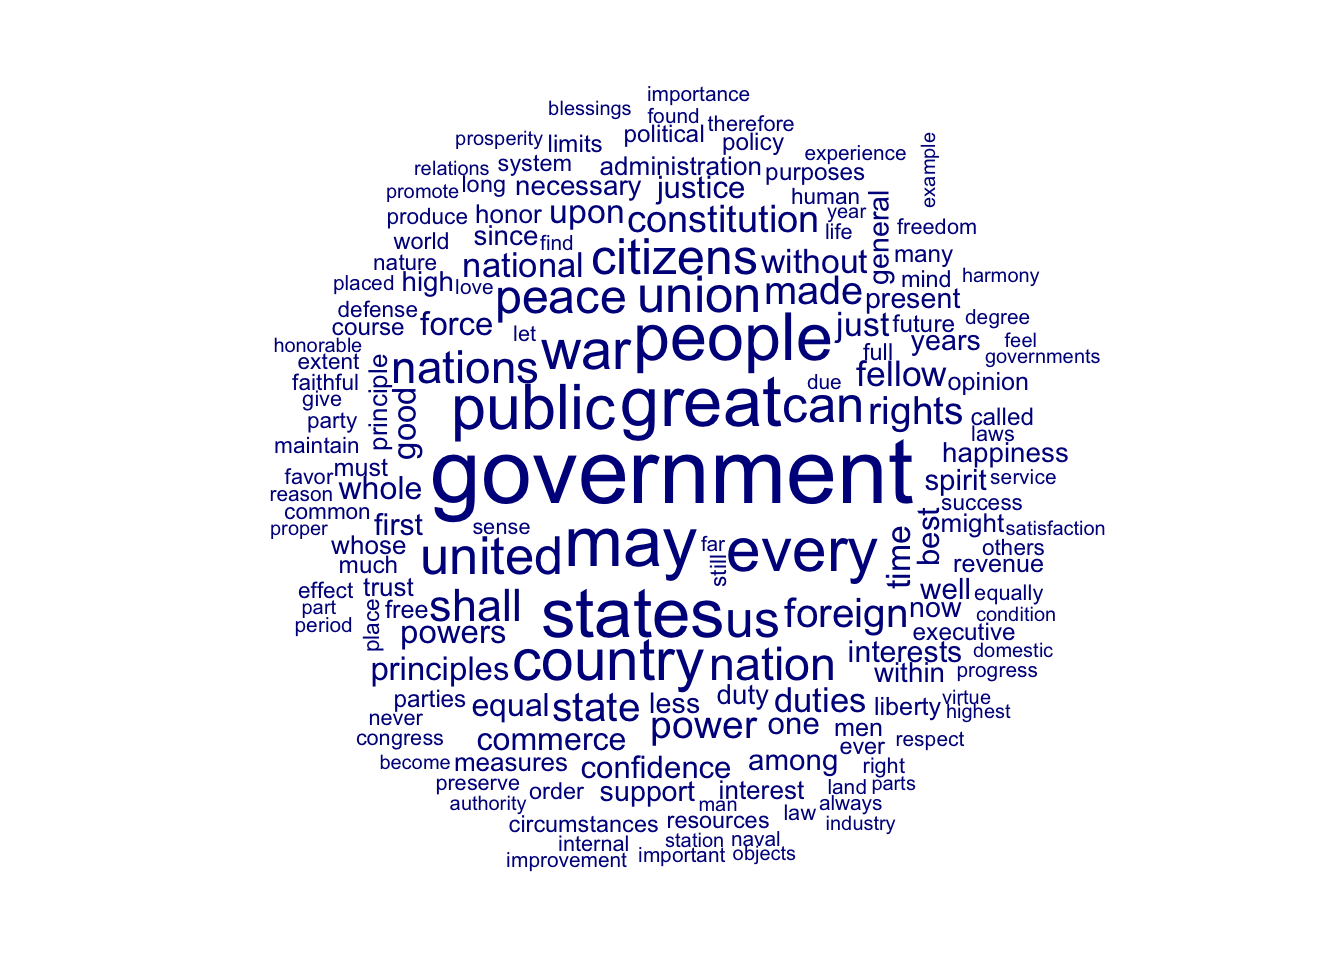 importance
blessings found
political therefore
prosperity limits policy
experience example
relations system administration purposes
promote long necessary justice human general
produce honor upon constitution year freedom
world since find citizens life
nature national without many
placed high love peace union made mind harmony
defense present
course force let war people just future years degree
honorable feel
extent nations full governments
faithful principle due fellow opinion
give good public great can rights
party called
maintain laws
government happiness
favor must spirit service
reason whole
common success
proper first sense best might satisfaction
whose united may far every time others
much still revenue
effect trust well equally
part place free shall states us foreign now condition
period powers executive
principles country nation interests domestic
within progress
parties equal state less duty duties liberty virtue
never power one men highest
congress commerce ever respect
become measures confidence among right
preserve support interest land parts
authority order man always
circumstances resources law industry
internal station naval
improvement important objects